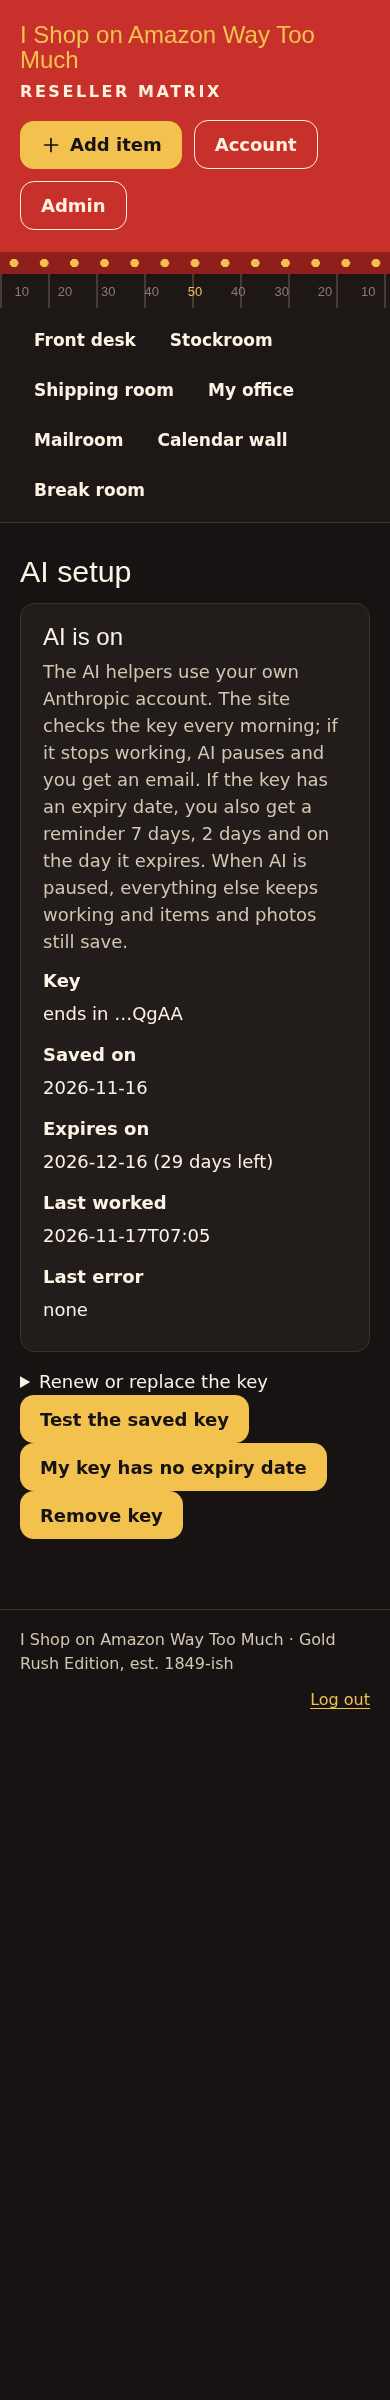 I Shop on Amazon Way Too
Much
RESELLER MATRIX
+ Add item Account
Admin
10 20 30 40 50 40 30 20 10
Front desk Stockroom
Shipping room My office
Mailroom Calendar wall
Break room
AI setup
AI is on
The AI helpers use your own
Anthropic account. The site
checks the key every morning; if
it stops working, AI pauses and
you get an email. If the key has
an expiry date, you also get a
reminder 7 days, 2 days and on
the day it expires. When AI is
paused, everything else keeps
working and items and photos
still save.
Key
ends in …QgAA
Saved on
2026-11-16
Expires on
2026-12-16 (29 days left)
Last worked
2026-11-17T07:05
Last error
none
Renew or replace the key
Test the saved key
My key has no expiry date
Remove key
I Shop on Amazon Way Too Much · Gold
Rush Edition, est. 1849-ish
Log out